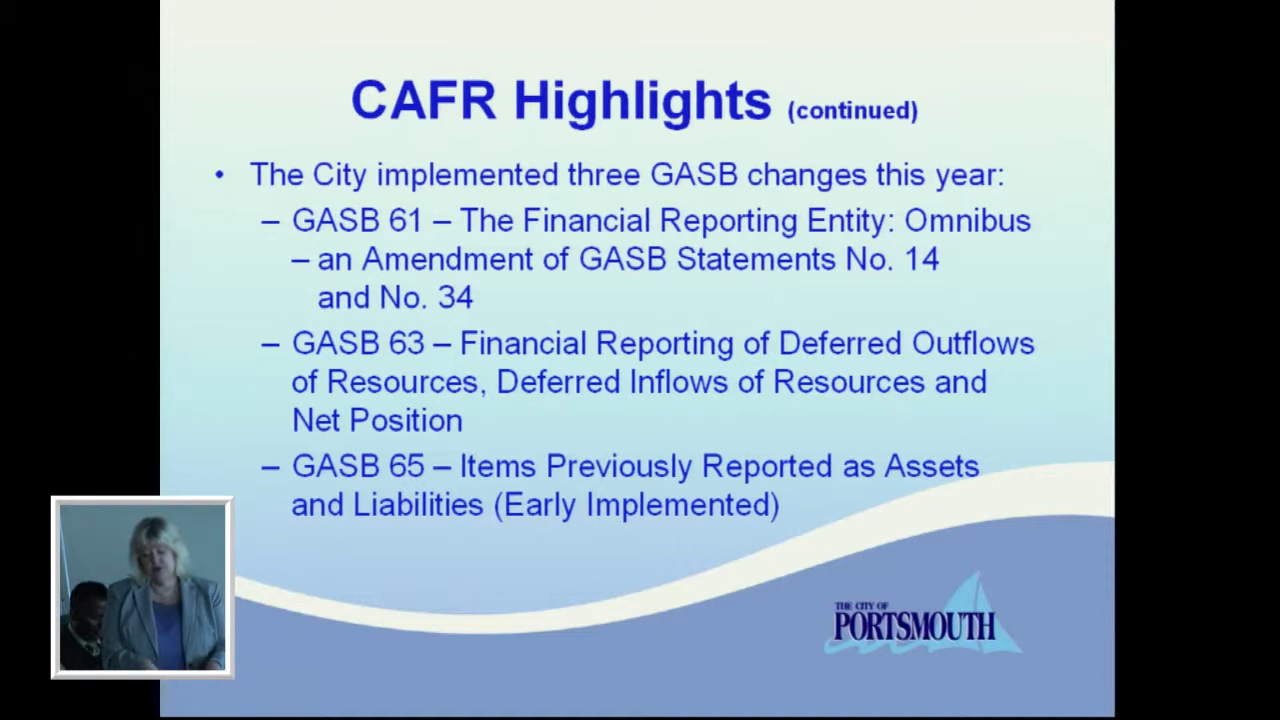 CAFR Highlights (continued)
• The City implemented three GASB changes this year:
– GASB 61 – The Financial Reporting Entity: Omnibus
– an Amendment of GASB Statements No. 14
and No. 34
– GASB 63 – Financial Reporting of Deferred Outflows
of Resources, Deferred Inflows of Resources and
Net Position
– GASB 65 – Items Previously Reported as Assets
and Liabilities (Early Implemented)
THE CITY OF
PORTSMOUTH